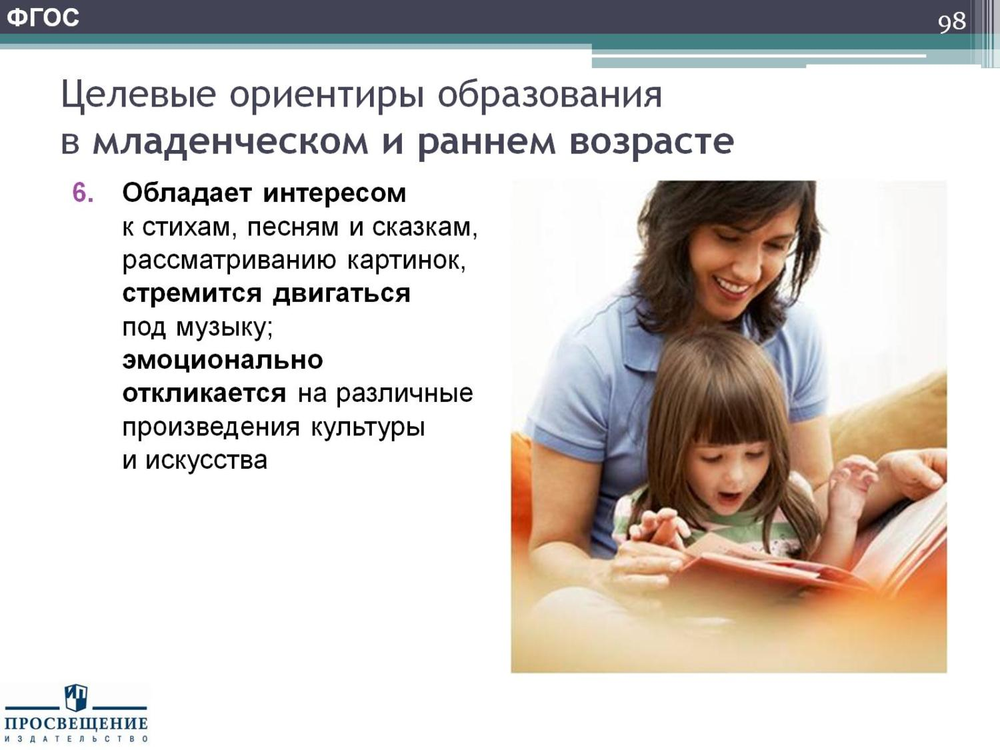 ФГОС
98
Целевые ориентиры образования
в младенческом и раннем возрасте
6. Обладает интересом
к стихам, песням и сказкам,
рассматриванию картинок,
стремится двигаться
под музыку;
эмоционально
откликается на различные
произведения культуры
и искусства
ИП
ПРОСВЕЩЕНИЕ
ИЗДАТЕЛЬСТВО